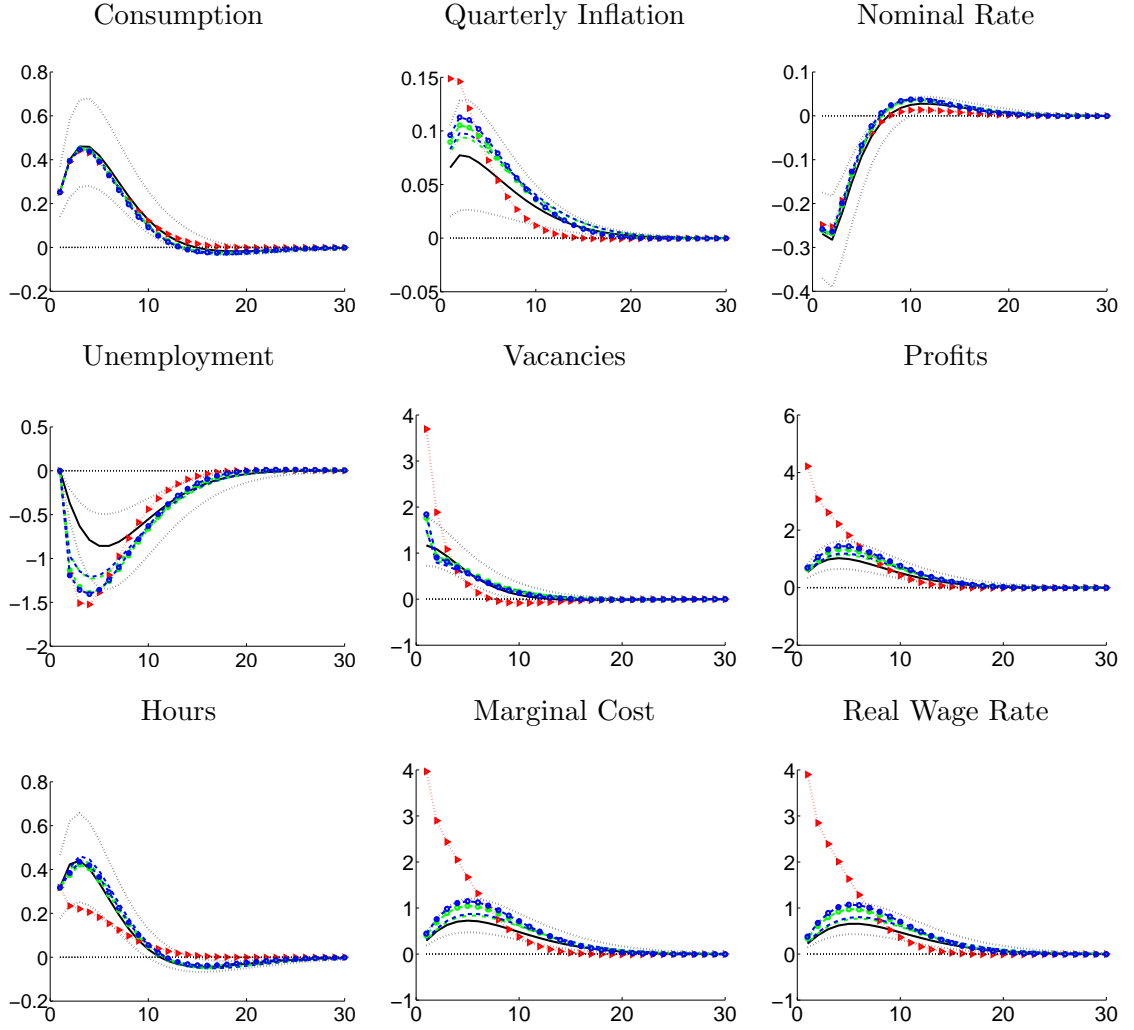 Consumption
Quarterly Inflation
Nominal Rate
0.8
0.6
0.4
0.2
0
−0.2
0 10 20 30
0.15
0.1
0.05
0
−0.05
0 10 20 30
0.1
0
−0.1
−0.2
−0.3
−0.4
0 10 20 30
Unemployment
Vacancies
Profits
0.5
0
−0.5
−1
−1.5
−2
0 10 20 30
4
3
2
1
0
−1
0 10 20 30
6
4
2
0
−2
0 10 20 30
Hours
Marginal Cost
Real Wage Rate
0.8
0.6
0.4
0.2
0
−0.2
0 10 20 30
4
3
2
1
0
−1
0 10 20 30
4
3
2
1
0
−1
0 10 20 30